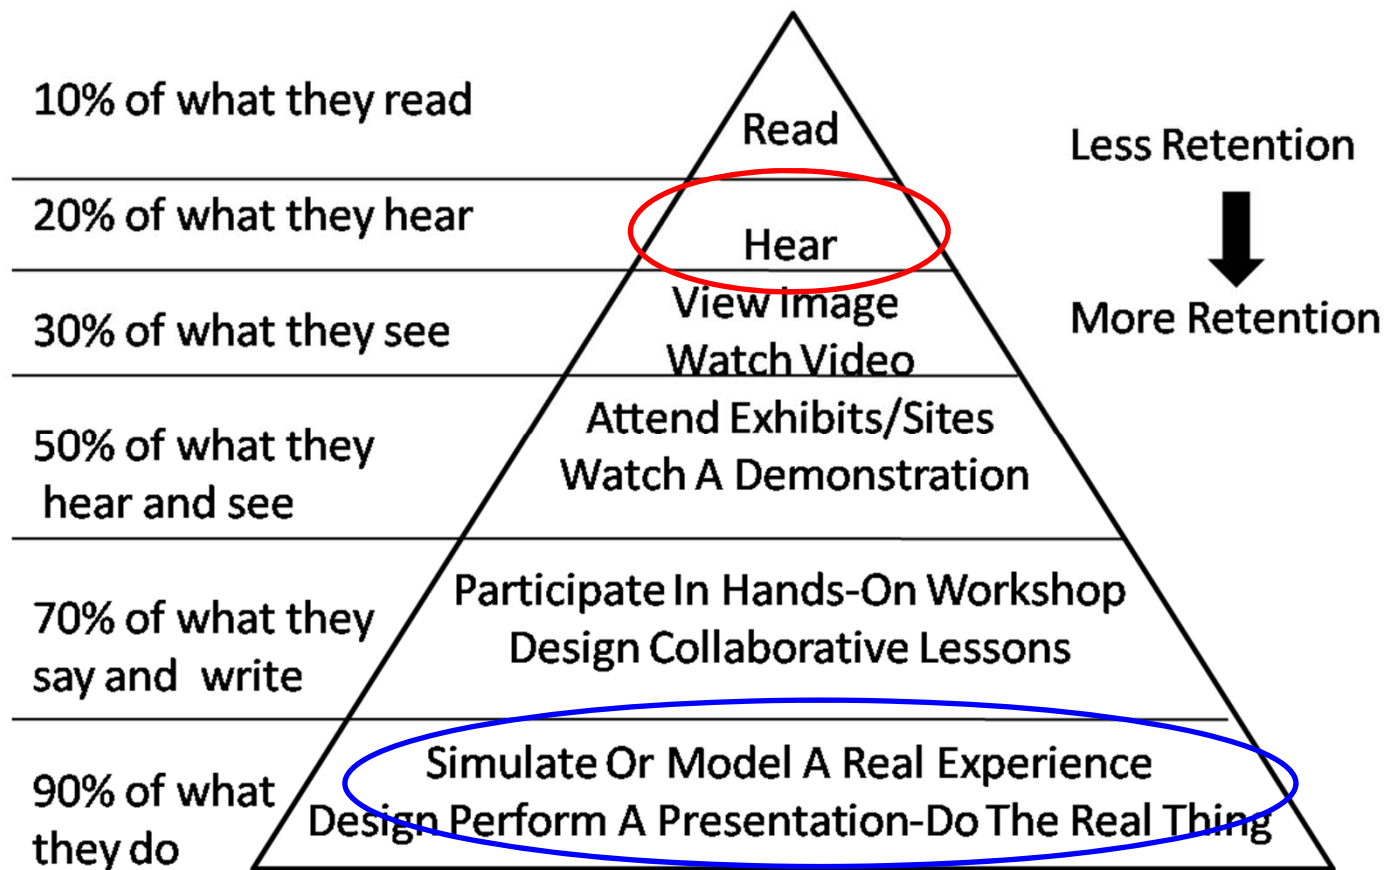 10% of what they read
Read
Less Retention
20% of what they hear
Hear
30% of what they see
View Image
Watch Video
More Retention
50% of what they
hear and see
Attend Exhibits/Sites
Watch A Demonstration
70% of what they
say and write
Participate In Hands-On Workshop
Design Collaborative Lessons
90% of what
they do
Simulate Or Model A Real Experience
Design Perform A Presentation-Do The Real Thing